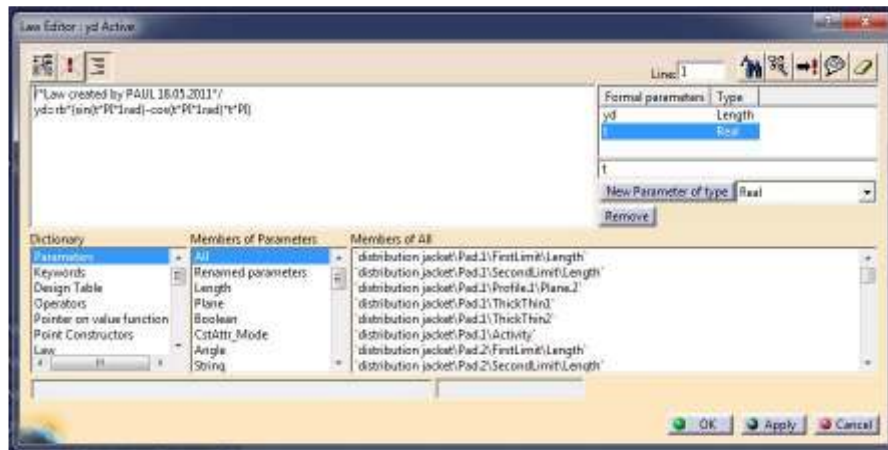 Law Editor : yd Active
Line: 1
/*Law created by PAUL 18.05.2011*/
yd=rb*(sin(t*PI*1rad)-cos(t*PI*1rad)*t*PI)
Formal parameters Type
yd Length
t Real
t
New Parameter of type Real
Remove
Dictionary Members of Parameters Members of All
Parameters
Keywords
Design Table
Operators
Pointer on value function
Point Constructors
Law
All
Renamed parameters
Length
Plane
Boolean
CstAttr_Mode
Angle
String
`distribution jacket\Pad.1\FirstLimit\Length`
`distribution jacket\Pad.1\SecondLimit\Length`
`distribution jacket\Pad.1\Profile.1\Plane.2`
`distribution jacket\Pad.1\ThickThin1`
`distribution jacket\Pad.1\ThickThin2`
`distribution jacket\Pad.1\Activity`
`distribution jacket\Pad.2\FirstLimit\Length`
`distribution jacket\Pad.2\SecondLimit\Length`
OK Apply Cancel